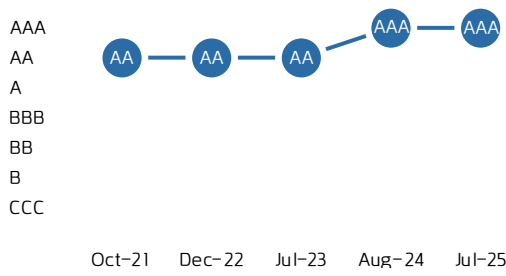 AAA AAA AAA
AA AA AA AA
A
BBB
BB
B
CCC
Oct-21 Dec-22 Jul-23 Aug-24 Jul-25